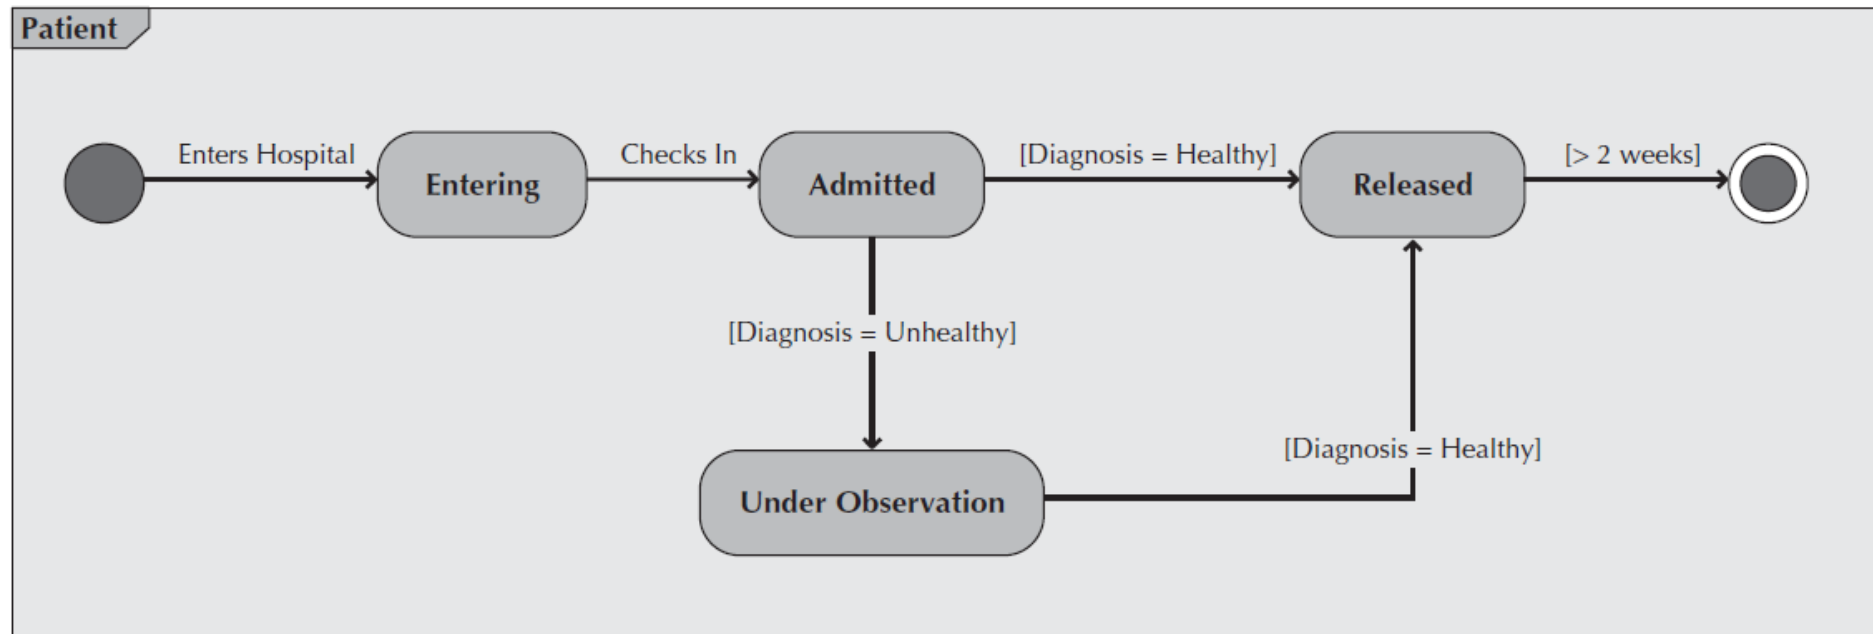 Patient
Enters Hospital
Entering
Checks In
Admitted
[Diagnosis = Healthy]
Released
[> 2 weeks]
[Diagnosis = Unhealthy]
[Diagnosis = Healthy]
Under Observation